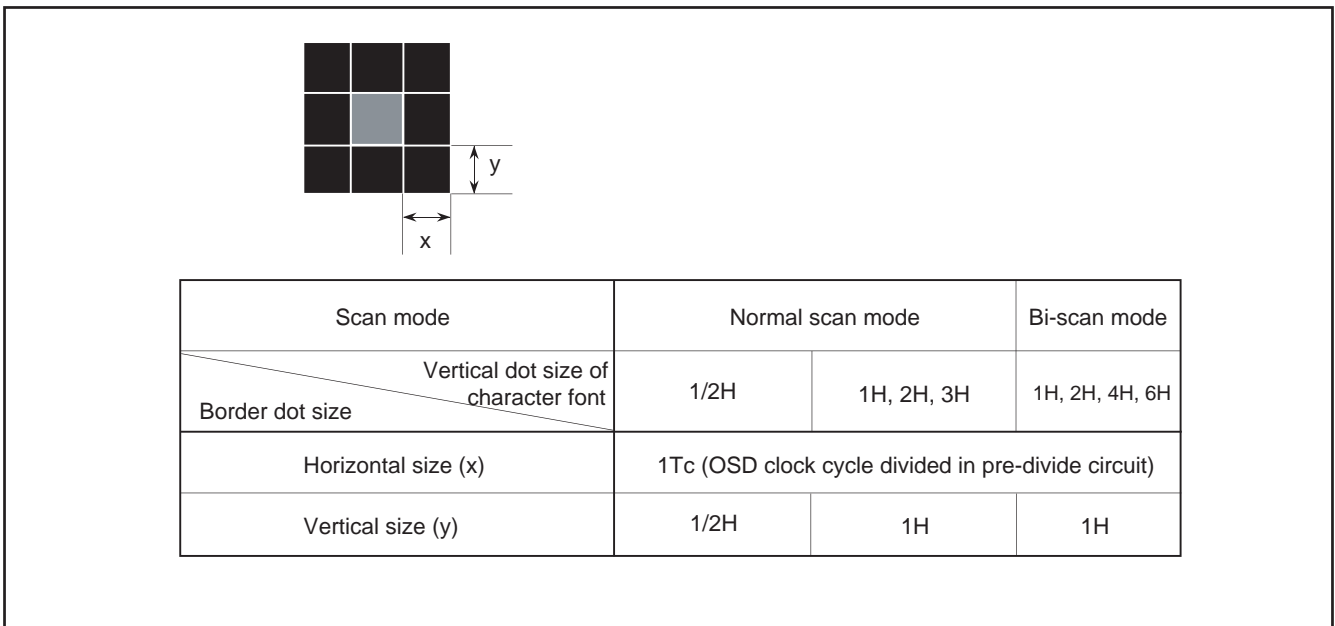 y
x
Scan mode
Normal scan mode
Bi-scan mode
Vertical dot size of
character font
Border dot size
1/2H
1H, 2H, 3H
1H, 2H, 4H, 6H
Horizontal size (x)
1Tc (OSD clock cycle divided in pre-divide circuit)
Vertical size (y)
1/2H
1H
1H